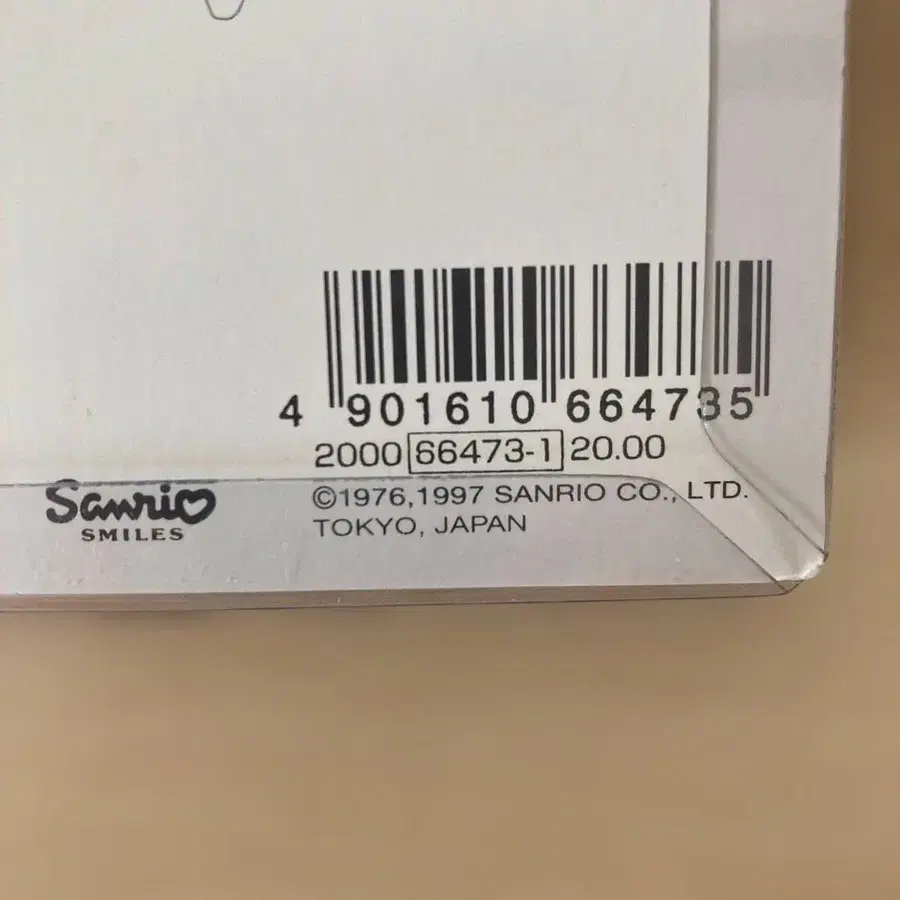 4 901610 664735
2000 66473-1 20.00
©1976,1997 SANRIO CO., LTD.
TOKYO, JAPAN
Sanrio
SMILES